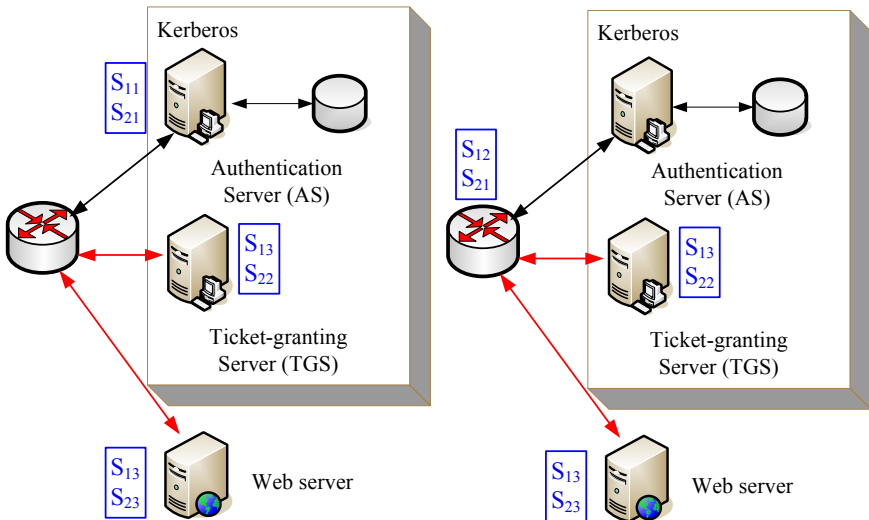 Kerberos
S₁₁
S₂₁
Authentication
Server (AS)
S₁₃
S₂₂
Ticket-granting
Server (TGS)
S₁₃
S₂₃
Web server
Kerberos
S₁₂
S₂₁
Authentication
Server (AS)
S₁₃
S₂₂
Ticket-granting
Server (TGS)
S₁₃
S₂₃
Web server